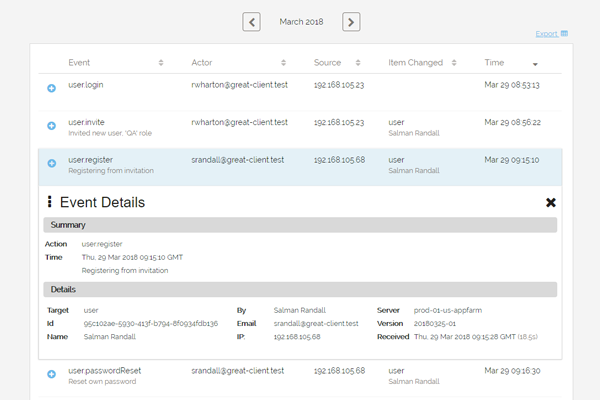 March 2018
Export
Event Actor Source Item Changed Time
user.login rwharton@great-client.test 192.168.105.23 Mar 29 08:53:13
user.invite rwharton@great-client.test 192.168.105.23 user Mar 29 08:56:22
Invited new user, 'QA' role Salman Randall
user.register srandall@great-client.test 192.168.105.68 user Mar 29 09:15:10
Registering from invitation Salman Randall
Event Details
Summary
Action user.register
Time Thu, 29 Mar 2018 09:15:10 GMT
Registering from invitation
Details
Target user By Salman Randall Server prod-01-us-appfarm
Id 95c102ae-5930-413f-b794-8f0934fdb136 Email srandall@great-client.test Version 20180325-01
Name Salman Randall IP: 192.168.105.68 Received Thu, 29 Mar 2018 09:15:28 GMT (18.5s)
user.passwordReset srandall@great-client.test 192.168.105.68 user Mar 29 09:16:30
Reset own password Salman Randall